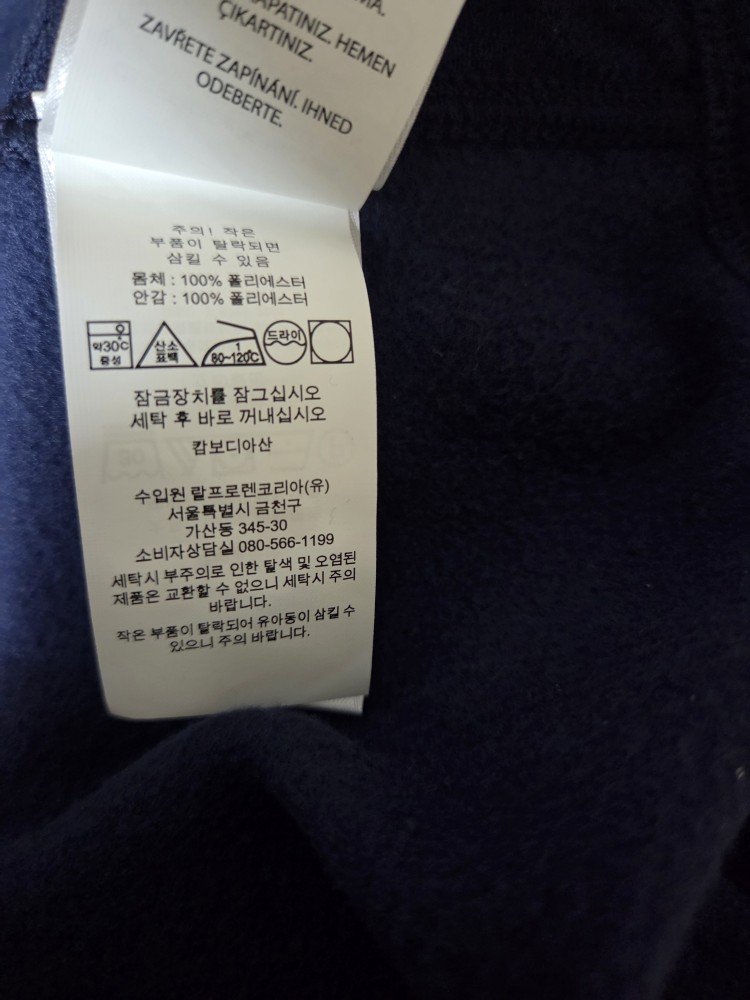 APATINIZ. HEMEN
ÇIKARTINIZ.
ZAVŘETE ZAPÍNÁNÍ. IHNED
ODEBERTE.
주의! 작은
부품이 탈락되면
삼킬 수 있음
몸체 : 100% 폴리에스터
안감 : 100% 폴리에스터
약30℃
중성
산소
표백
1
80~120℃
드라이
잠금장치를 잠그십시오
세탁 후 바로 꺼내십시오
캄보디아산
수입원 랄프로렌코리아(유)
서울특별시 금천구
가산동 345-30
소비자상담실 080-566-1199
세탁시 부주의로 인한 탈색 및 오염된
제품은 교환할 수 없으니 세탁시 주의
바랍니다.
작은 부품이 탈락되어 유아동이 삼킬 수
있으니 주의 바랍니다.